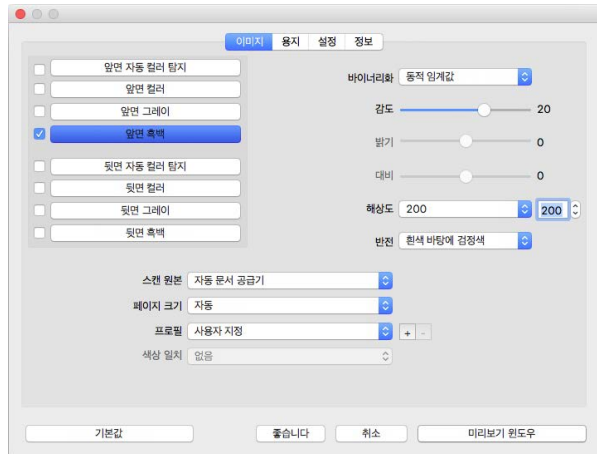 이미지 용지 설정 정보
앞면 자동 컬러 탐지
앞면 컬러
앞면 그레이
앞면 흑백
뒷면 자동 컬러 탐지
뒷면 컬러
뒷면 그레이
뒷면 흑백
바이너리화 동적 임계값
감도 20
밝기 0
대비 0
해상도 200 200
반전 흰색 바탕에 검정색
스캔 원본 자동 문서 공급기
페이지 크기 자동
프로필 사용자 지정 + -
색상 일치 없음
기본값 좋습니다 취소 미리보기 윈도우